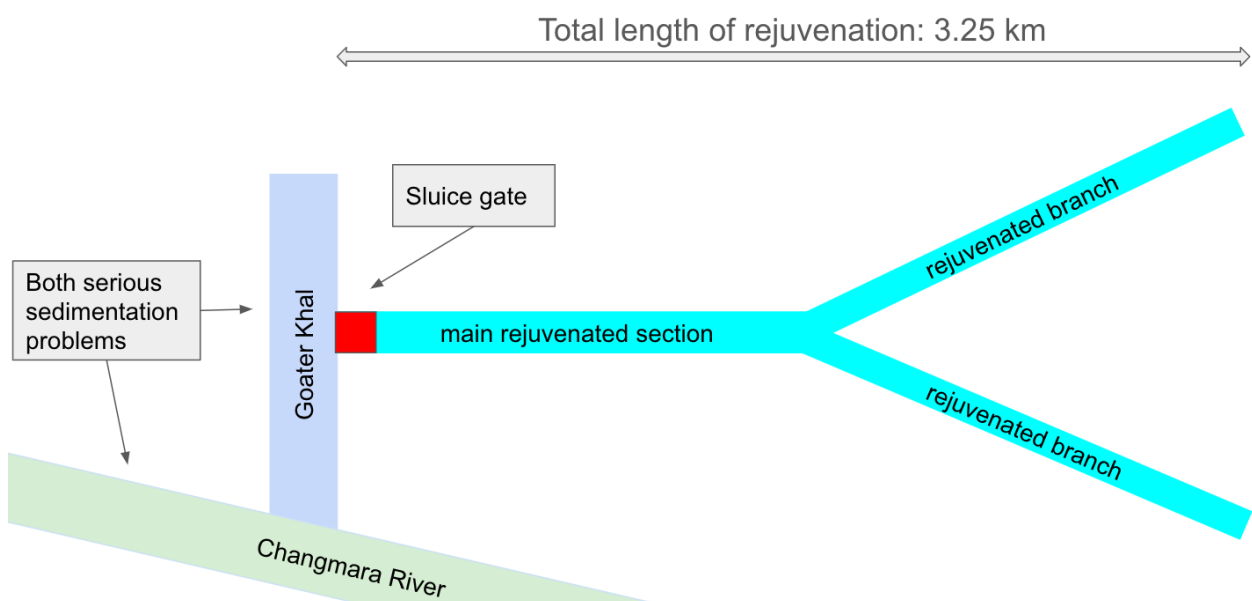 Total length of rejuvenation: 3.25 km
Sluice gate
Both serious
sedimentation
problems
Goater Khal
main rejuvenated section
rejuvenated branch
rejuvenated branch
Changmara River